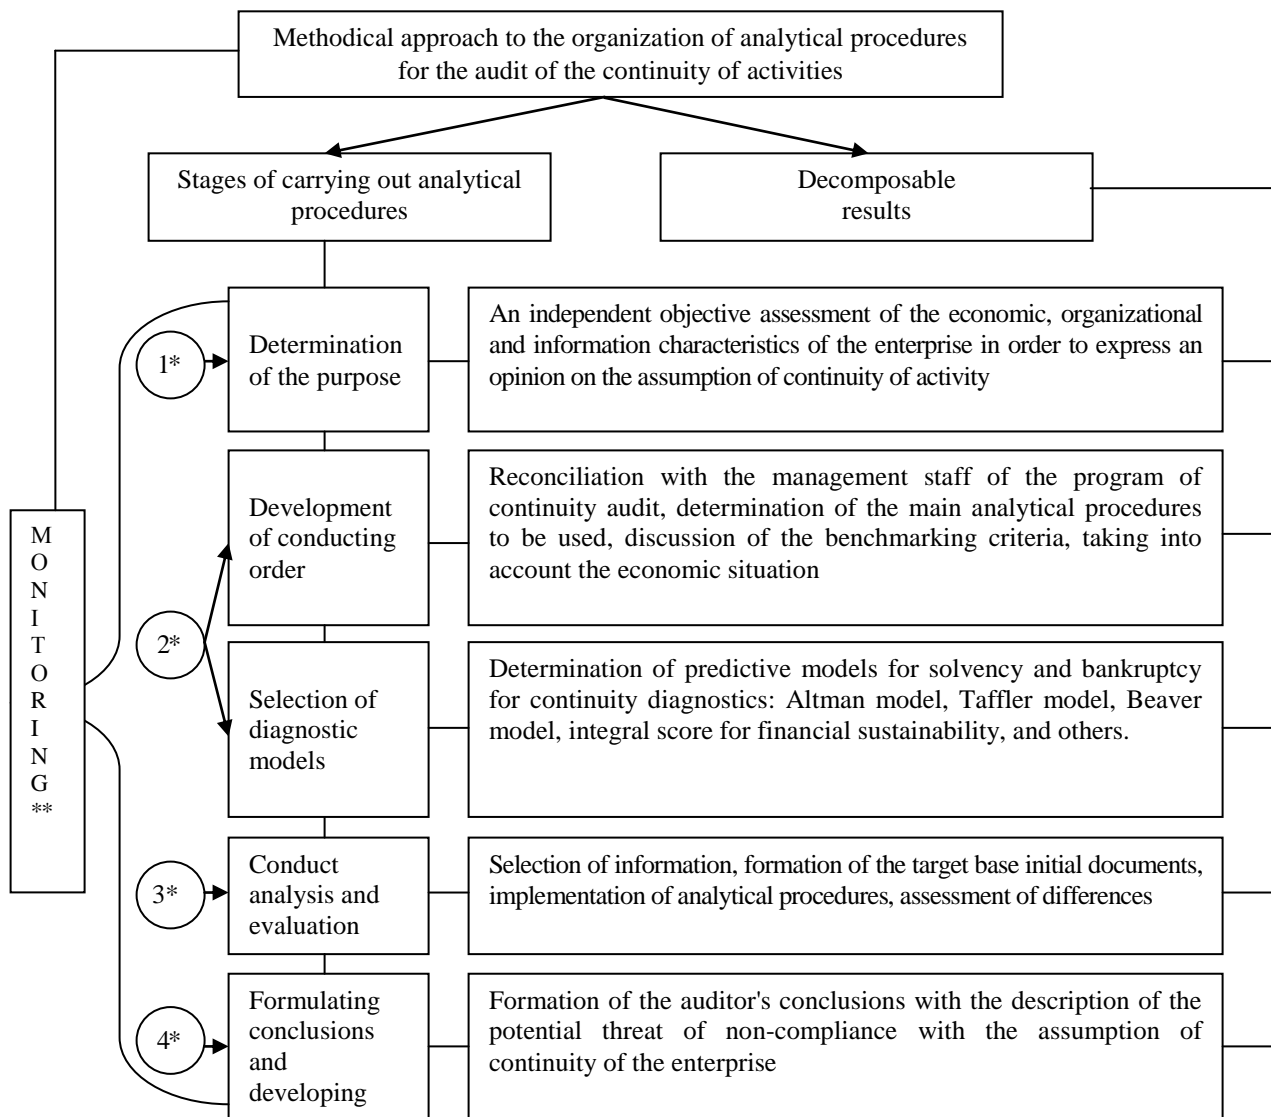 Methodical approach to the organization of analytical procedures
for the audit of the continuity of activities
Stages of carrying out analytical
procedures
Decomposable
results
1*
Determination
of the purpose
An independent objective assessment of the economic, organizational
and information characteristics of the enterprise in order to express an
opinion on the assumption of continuity of activity
M
O
N
I
T
O
R
I
N
G
**
2*
Development
of conducting
order
Reconciliation with the management staff of the program of
continuity audit, determination of the main analytical procedures
to be used, discussion of the benchmarking criteria, taking into
account the economic situation
Selection of
diagnostic
models
Determination of predictive models for solvency and bankruptcy
for continuity diagnostics: Altman model, Taffler model, Beaver
model, integral score for financial sustainability, and others.
3*
Conduct
analysis and
evaluation
Selection of information, formation of the target base initial documents,
implementation of analytical procedures, assessment of differences
4*
Formulating
conclusions
and
developing
Formation of the auditor's conclusions with the description of the
potential threat of non-compliance with the assumption of
continuity of the enterprise